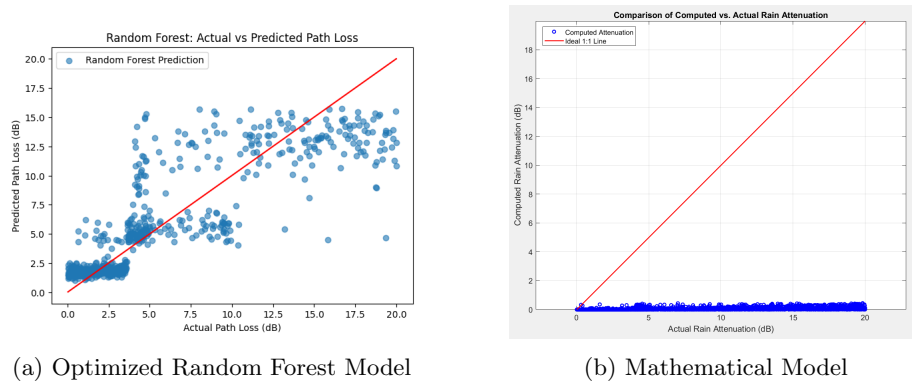 Random Forest: Actual vs Predicted Path Loss
Random Forest Prediction
Predicted Path Loss (dB)
20.0
17.5
15.0
12.5
10.0
7.5
5.0
2.5
0.0
0.0 2.5 5.0 7.5 10.0 12.5 15.0 17.5 20.0
Actual Path Loss (dB)
(a) Optimized Random Forest Model
Comparison of Computed vs. Actual Rain Attenuation
Computed Attenuation
Ideal 1:1 Line
Computed Rain Attenuation (dB)
18
16
14
12
10
8
6
4
2
0
0 5 10 15 20
Actual Rain Attenuation (dB)
(b) Mathematical Model